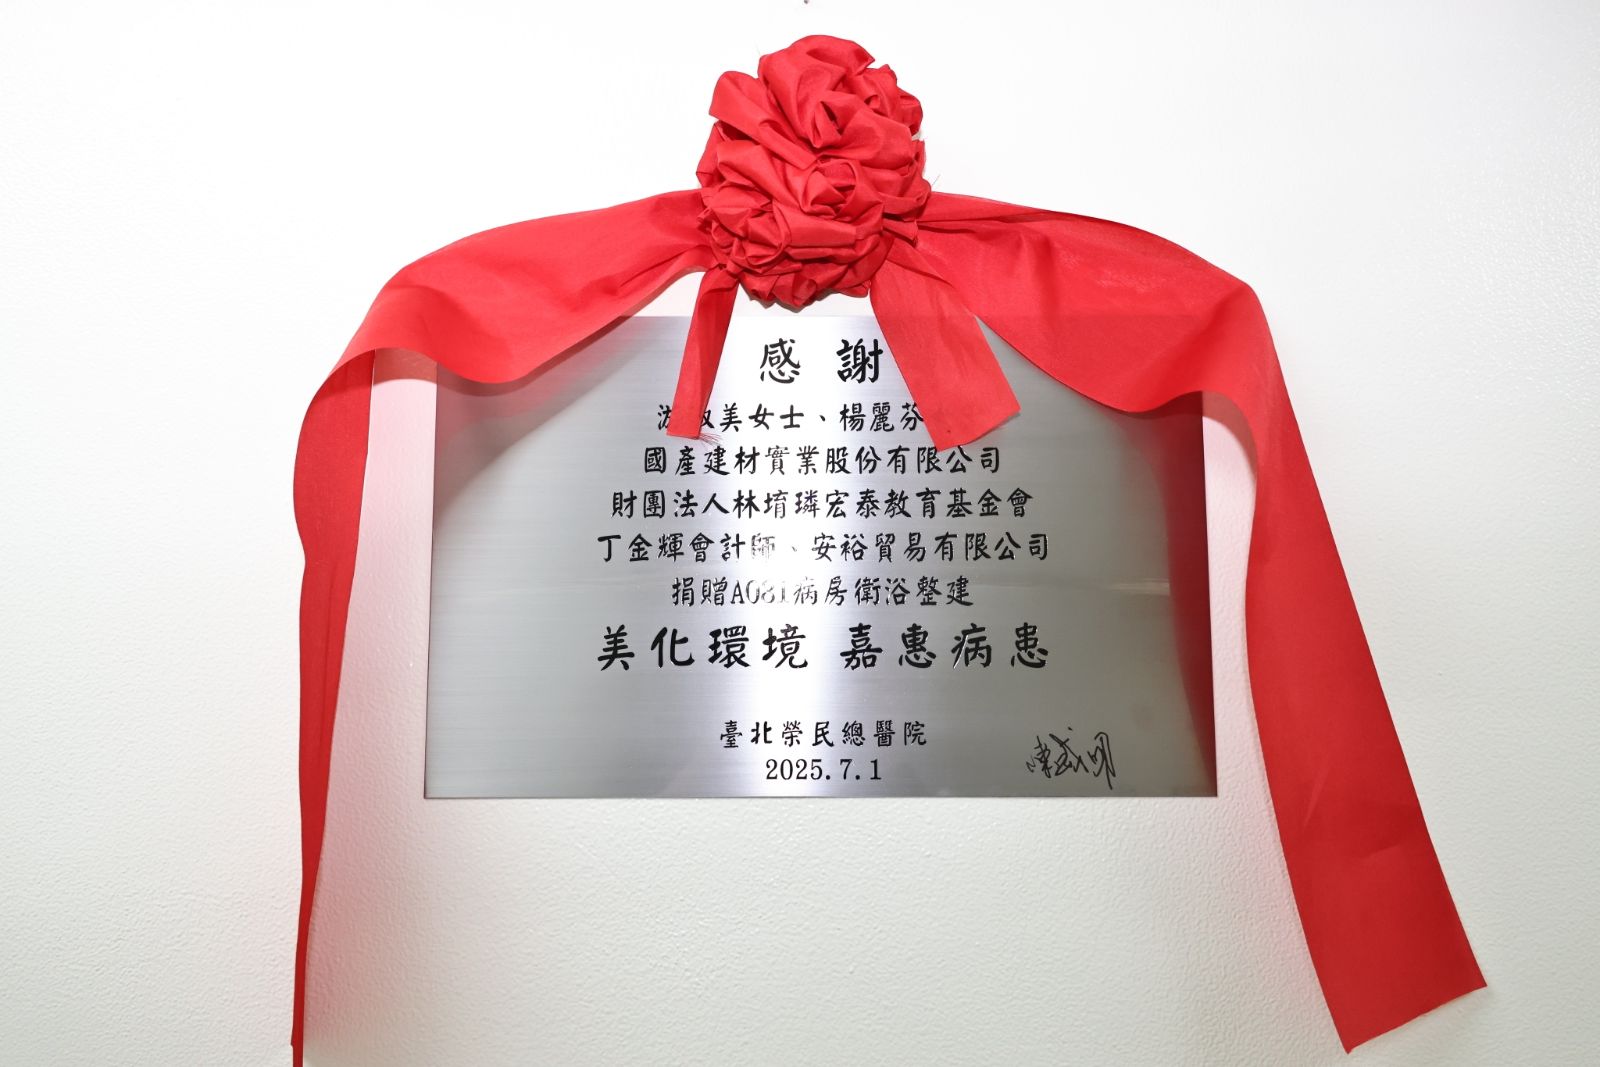 感謝
美女士、楊麗芬
國產建材實業股份有限公司
財團法人林堉璘宏泰教育基金會
丁金輝會計師、安裕貿易有限公司
捐贈A081病房衛浴整建
美化環境 嘉惠病患
臺北榮民總醫院
2025.7.1
陳威明